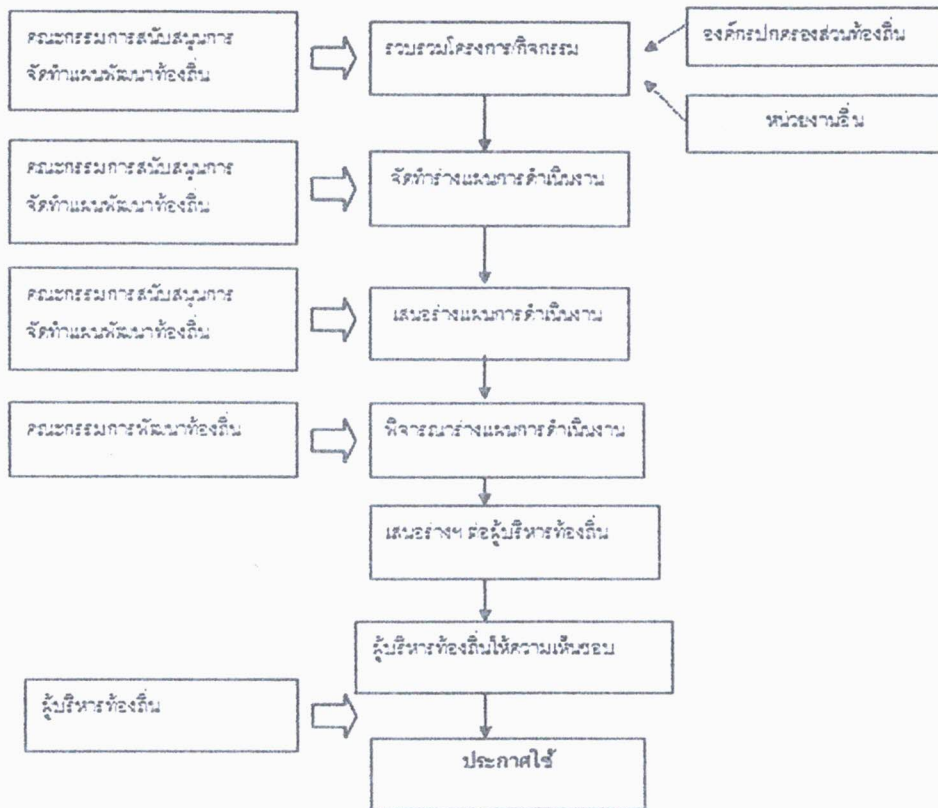 คณะกรรมการสนับสนุนการ
จัดทำแผนพัฒนาท้องถิ่น
รวบรวมโครงการ/กิจกรรม
องค์กรปกครองส่วนท้องถิ่น
หน่วยงานอื่น
คณะกรรมการสนับสนุนการ
จัดทำแผนพัฒนาท้องถิ่น
จัดทำร่างแผนการดำเนินงาน
คณะกรรมการสนับสนุนการ
จัดทำแผนพัฒนาท้องถิ่น
เสนอร่างแผนการดำเนินงาน
คณะกรรมการพัฒนาท้องถิ่น
พิจารณาร่างแผนการดำเนินงาน
เสนอร่างฯ ต่อผู้บริหารท้องถิ่น
ผู้บริหารท้องถิ่นให้ความเห็นชอบ
ผู้บริหารท้องถิ่น
ประกาศใช้